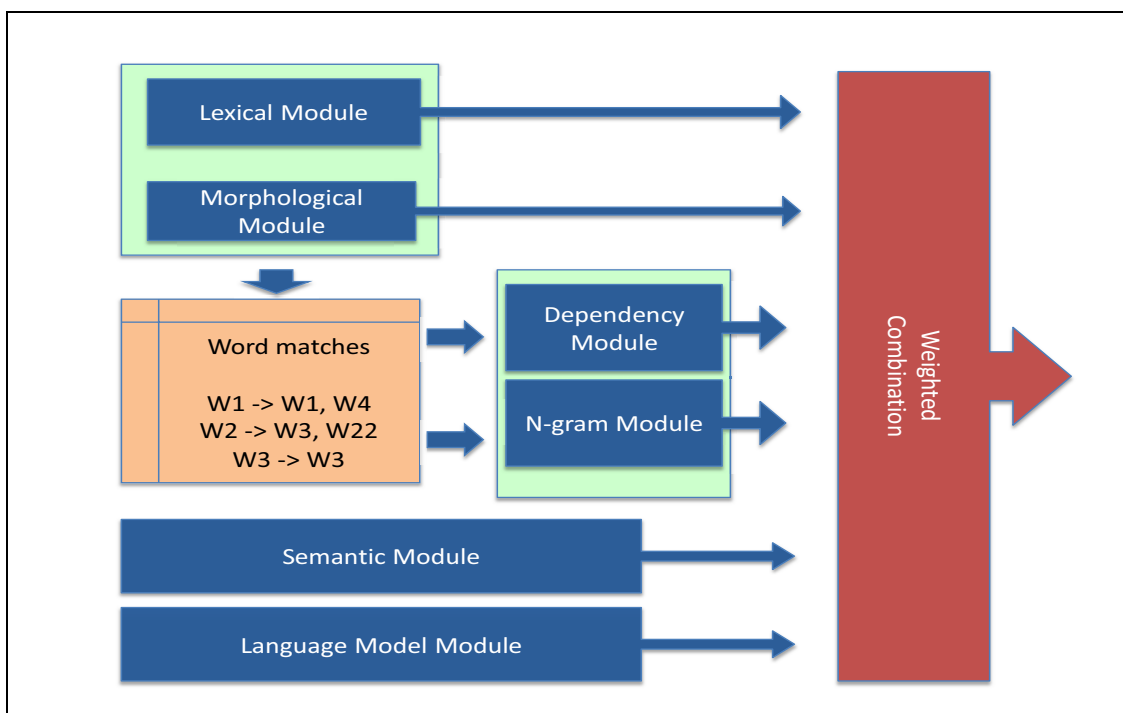 Lexical Module
Morphological
Module
Word matches
W1 -> W1, W4
W2 -> W3, W22
W3 -> W3
Dependency
Module
N-gram Module
Semantic Module
Language Model Module
Weighted
Combination